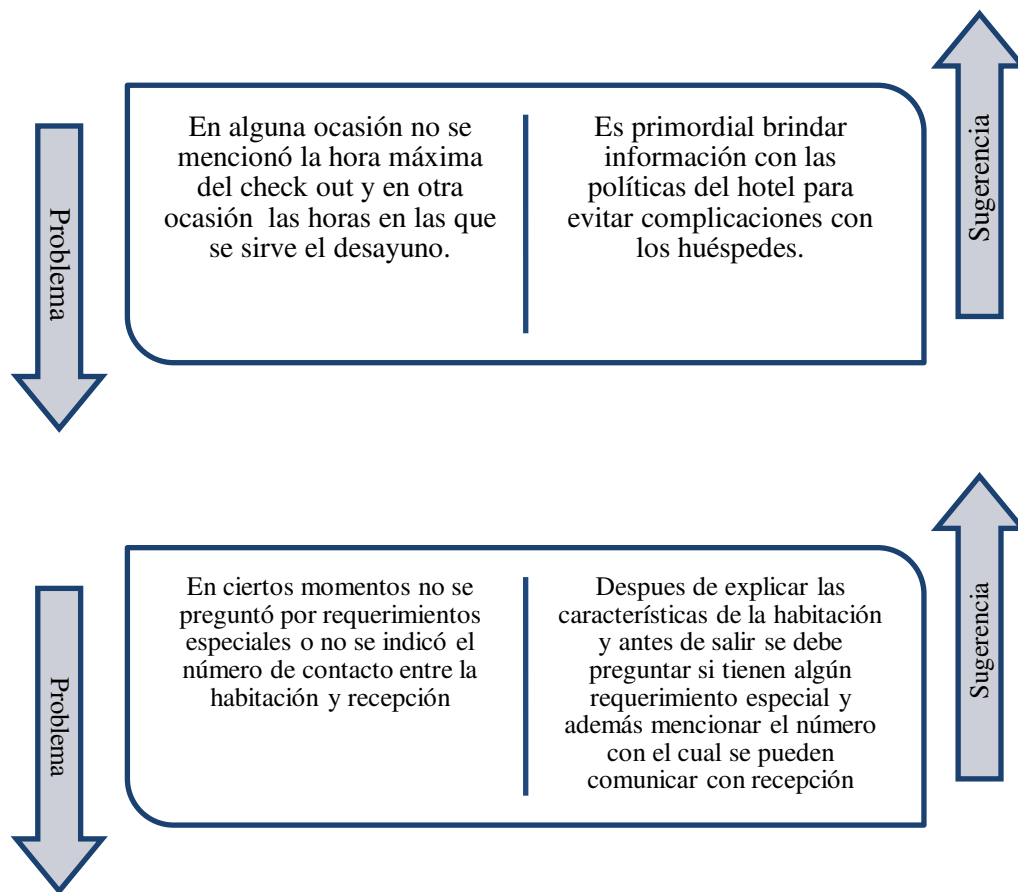 Problema
En alguna ocasión no se
mencionó la hora máxima
del check out y en otra
ocasión las horas en las que
se sirve el desayuno.
Es primordial brindar
información con las
políticas del hotel para
evitar complicaciones con
los huéspedes.
Sugerencia
Problema
En ciertos momentos no se
preguntó por requerimientos
especiales o no se indicó el
número de contacto entre la
habitación y recepción
Despues de explicar las
características de la habitación
y antes de salir se debe
preguntar si tienen algún
requerimiento especial y
además mencionar el número
con el cual se pueden
comunicar con recepción
Sugerencia